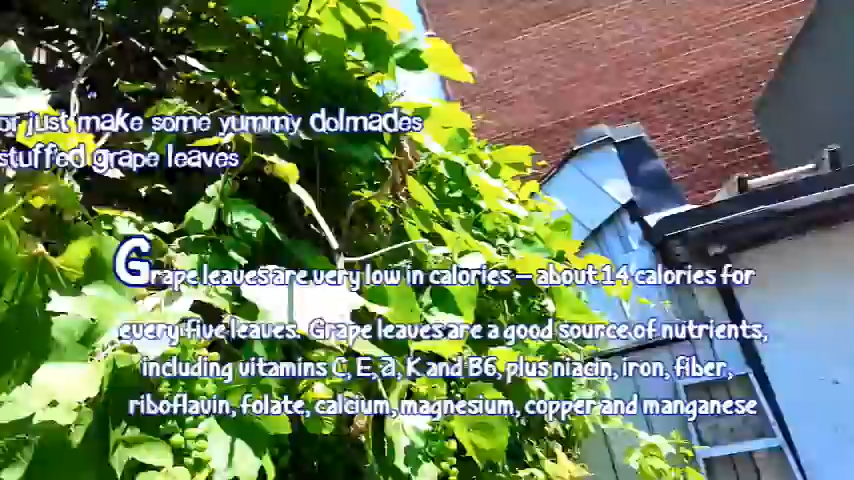 or just make some yummy dolmades
stuffed grape leaves
Grape leaves are very low in calories – about 14 calories for
every five leaves. Grape leaves are a good source of nutrients,
including vitamins C, E, a, K and B6, plus niacin, iron, fiber,
riboflavin, folate, calcium, magnesium, copper and manganese